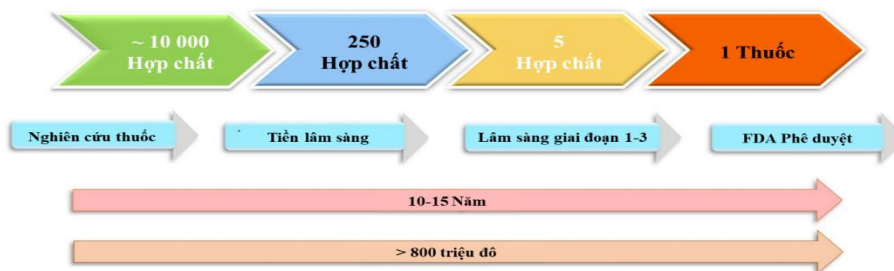 ~ 10 000
Hợp chất
250
Hợp chất
5
Hợp chất
1 Thuốc
Nghiên cứu thuốc
Tiền lâm sàng
Lâm sàng giai đoạn 1-3
FDA Phê duyệt
10-15 Năm
> 800 triệu đô